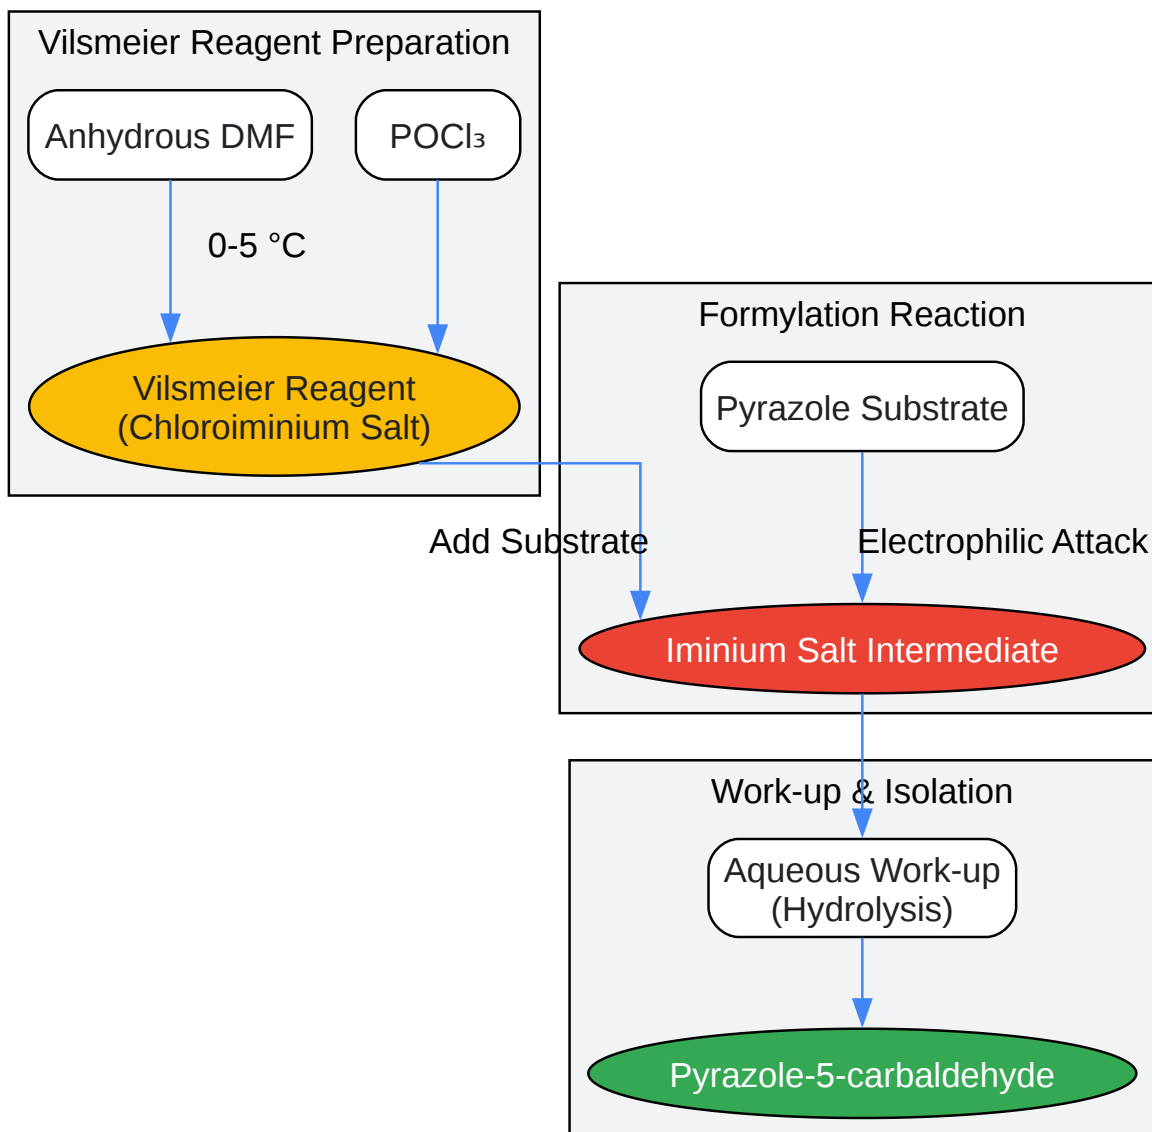 Vilsmeier Reagent Preparation
Anhydrous DMF
POCl₃
0-5 °C
Vilsmeier Reagent
(Chloroiminium Salt)
Formylation Reaction
Pyrazole Substrate
Add Substrate
Electrophilic Attack
Iminium Salt Intermediate
Work-up & Isolation
Aqueous Work-up
(Hydrolysis)
Pyrazole-5-carbaldehyde